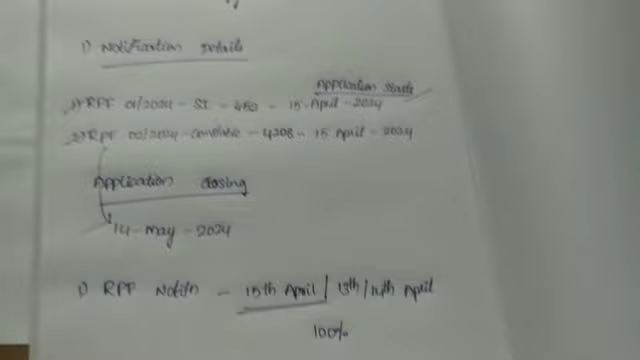 1) Notification Details
Application Starts
1) RPF 01/2024 - SI - 452 - 15 - April - 2024
2) RPF 02/2024 - Constable - 4208 - 15 April - 2024
Application closing
14 - may - 2024
1) RPF Notifn - 15th April / 13th / 14th April
100%